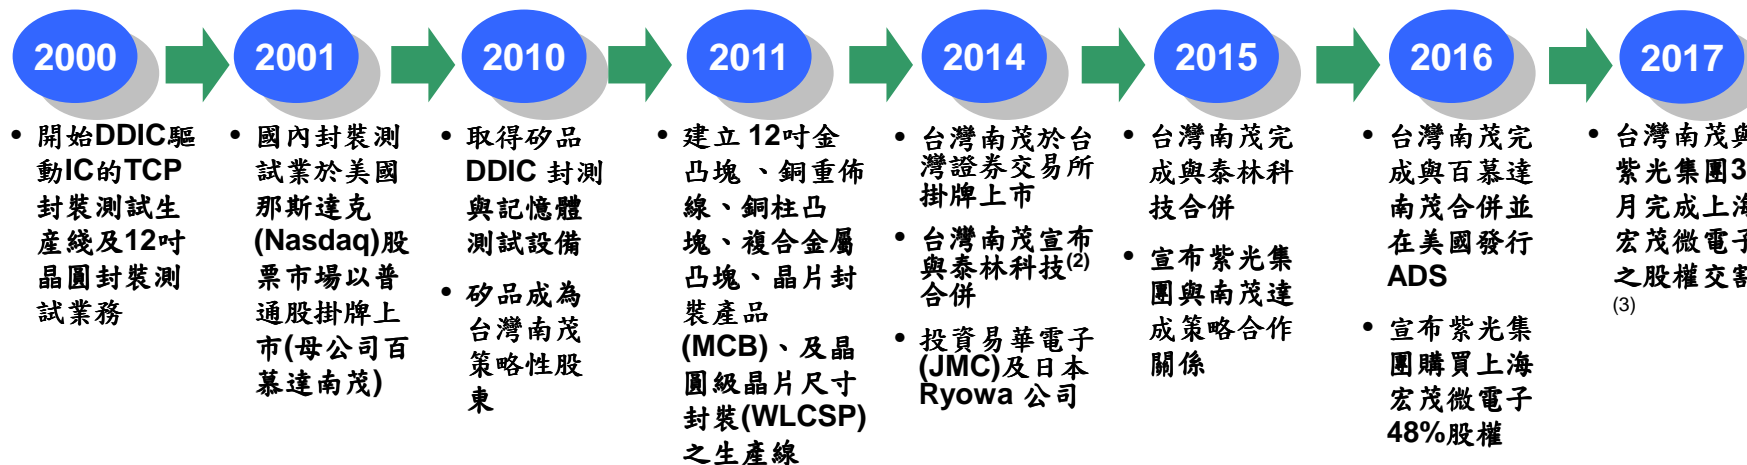 2000
2001
2010
2011
2014
2015
2016
2017
• 開始DDIC驅
動IC的TCP
封裝測試生
產綫及12吋
晶圓封裝測
試業務
• 國內封裝測
試業於美國
那斯達克
(Nasdaq)股
票市場以普
通股掛牌上
市(母公司百
慕達南茂)
• 取得矽品
DDIC 封測
與記憶體
測試設備
• 矽品成為
台灣南茂
策略性股
東
• 建立 12吋金
凸塊 、銅重佈
線、銅柱凸
塊、複合金屬
凸塊、晶片封
裝產品
(MCB)、及晶
圓級晶片尺寸
封裝(WLCSP)
之生產線
• 台灣南茂於台
灣證券交易所
掛牌上市
• 台灣南茂宣布
與泰林科技(2)
合併
• 投資易華電子
(JMC)及日本
Ryowa 公司
• 台灣南茂完
成與泰林科
技合併
• 宣布紫光集
團與南茂達
成策略合作
關係
• 台灣南茂完
成與百慕達
南茂合併並
在美國發行
ADS
• 宣布紫光集
團購買上海
宏茂微電子
48%股權
• 台灣南茂與
紫光集團3
月完成上海
宏茂微電子
之股權交割
(3)